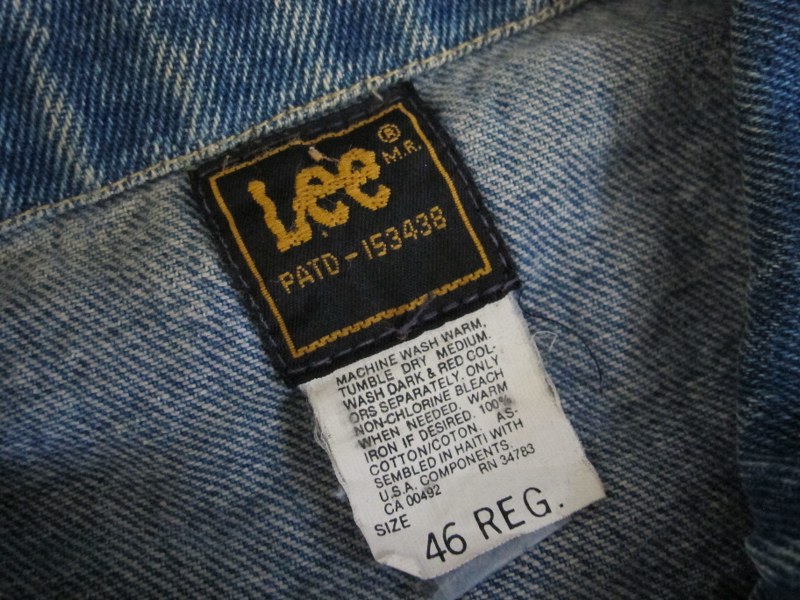 Lee ®
M.R.
PATD-153438
MACHINE WASH WARM.
TUMBLE DRY MEDIUM.
WASH DARK & RED COL-
ORS SEPARATELY ONLY
NON-CHLORINE BLEACH
WHEN NEEDED. WARM
IRON IF DESIRED. 100%
COTTON/COTON. AS-
SEMBLED IN HAITI WITH
U.S.A. COMPONENTS.
CA 00492 RN 34783
SIZE
46 REG.